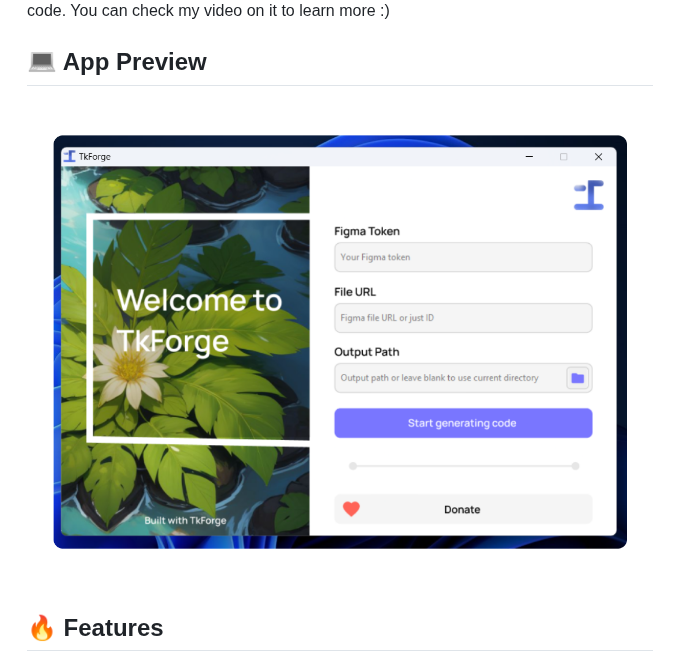 code. You can check my video on it to learn more :)
💻 App Preview
TkForge
Welcome to
TkForge
Built with TkForge
Figma Token
Your Figma token
File URL
Figma file URL or just ID
Output Path
Output path or leave blank to use current directory
Start generating code
Donate
🔥 Features